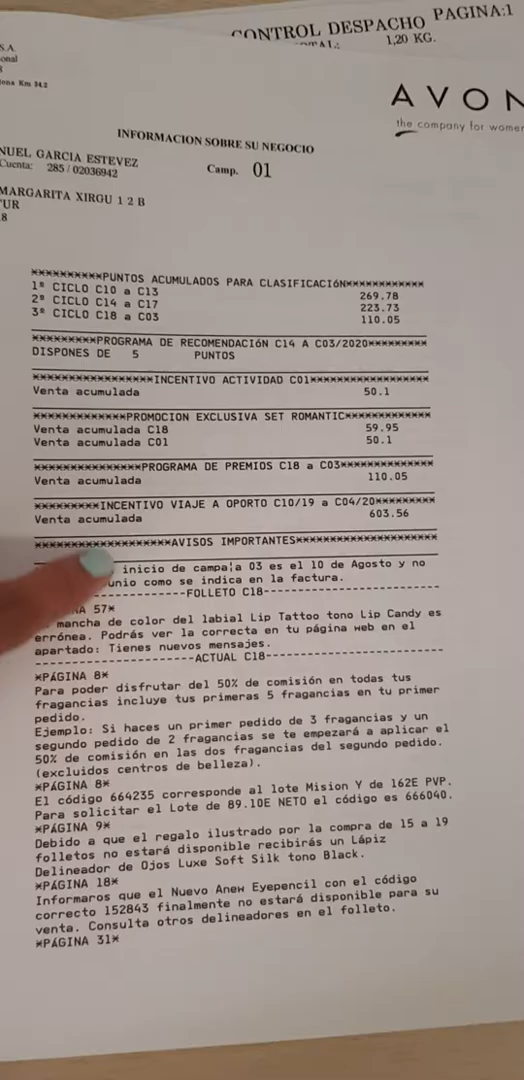 CONTROL DESPACHO PAGINA:1
1,20 KG.
S.A.
onal
Km 34.2
AVON
the company for women
INFORMACION SOBRE SU NEGOCIO
NUEL GARCIA ESTEVEZ
Cuenta: 285 / 02036942
Camp. 01
MARGARITA XIRGU 1 2 B
UR
8
**********PUNTOS ACUMULADOS PARA CLASIFICACIóN***********
1º CICLO C10 a C13 269.78
2º CICLO C14 a C17 223.73
3º CICLO C18 a C03 110.05
*********PROGRAMA DE RECOMENDACIóN C14 A C03/2020*********
DISPONES DE 5 PUNTOS
*****************INCENTIVO ACTIVIDAD C01*****************
Venta acumulada 50.1
*************PROMOCION EXCLUSIVA SET ROMANTIC*************
Venta acumulada C18 59.95
Venta acumulada C01 50.1
***************PROGRAMA DE PREMIOS C18 a C03**************
Venta acumulada 110.05
*********INCENTIVO VIAJE A OPORTO C10/19 a C04/20*********
Venta acumulada 603.56
*******************AVISOS IMPORTANTES*********************
inicio de campa¦a 03 es el 10 de Agosto y no
unio como se indica en la factura.
-----------FOLLETO C18----------------------
NA 57*
mancha de color del labial Lip Tattoo tono Lip Candy es
errónea. Podrás ver la correcta en tu página web en el
apartado: Tienes nuevos mensajes.
----------------------ACTUAL C18------------------------
*PÁGINA 8*
Para poder disfrutar del 50% de comisión en todas tus
fragancias incluye tus primeras 5 fragancias en tu primer
pedido.
Ejemplo: Si haces un primer pedido de 3 fragancias y un
segundo pedido de 2 fragancias se te empezará a aplicar el
50% de comisión en las dos fragancias del segundo pedido.
(excluidos centros de belleza).
*PÁGINA 8*
El código 664235 corresponde al lote Mision Y de 162E PVP.
Para solicitar el Lote de 89.10E NETO el código es 666040.
*PÁGINA 9*
Debido a que el regalo ilustrado por la compra de 15 a 19
folletos no estará disponible recibirás un Lápiz
Delineador de Ojos Luxe Soft Silk tono Black.
*PÁGINA 18*
Informaros que el Nuevo Anew Eyepencil con el código
correcto 152843 finalmente no estará disponible para su
venta. Consulta otros delineadores en el folleto.
*PÁGINA 31*